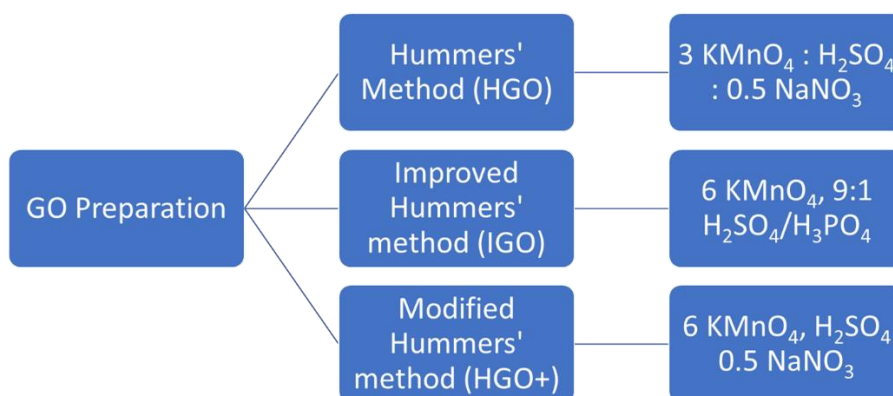 GO Preparation
Hummers'
Method (HGO)
3 KMnO₄ : H₂SO₄
: 0.5 NaNO₃
Improved
Hummers'
method (IGO)
6 KMnO₄, 9:1
H₂SO₄/H₃PO₄
Modified
Hummers'
method (HGO+)
6 KMnO₄, H₂SO₄
0.5 NaNO₃